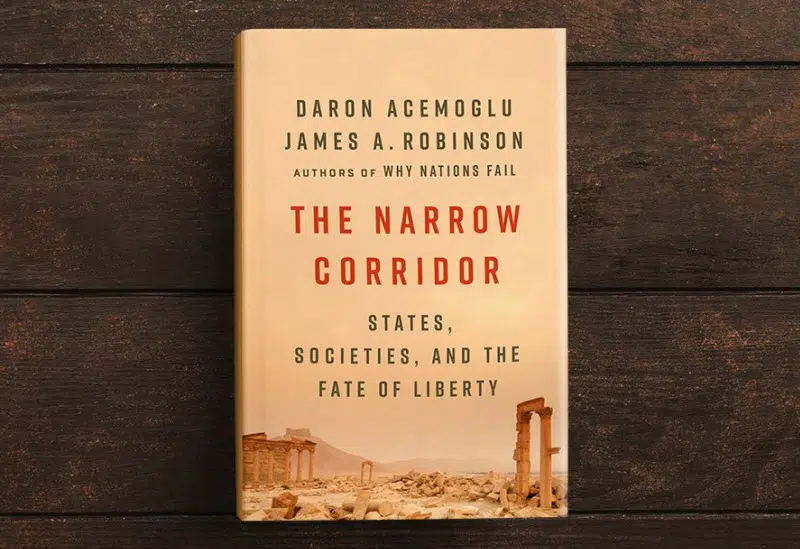 DARON ACEMOGLU
JAMES A. ROBINSON
AUTHORS OF WHY NATIONS FAIL
THE NARROW
CORRIDOR
STATES,
SOCIETIES, AND THE
FATE OF LIBERTY